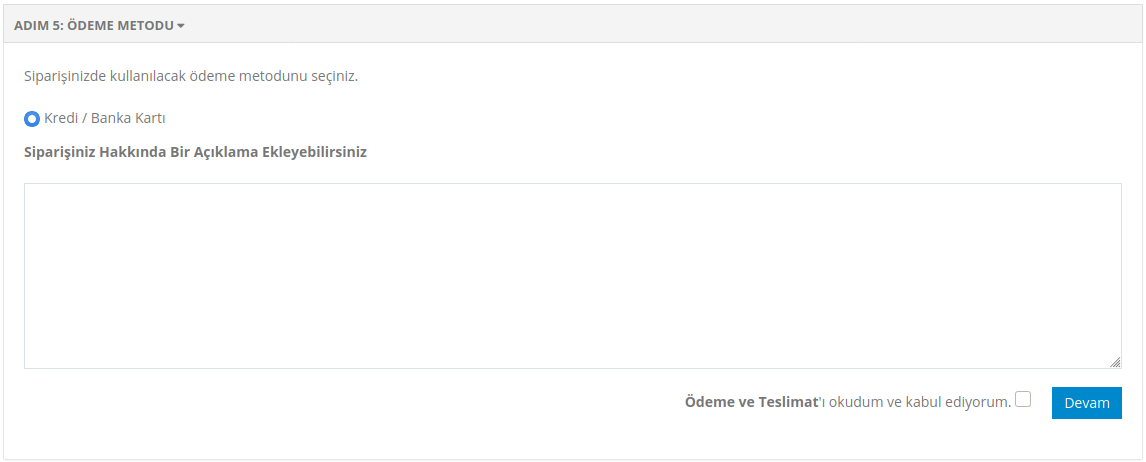 ADIM 5: ÖDEME METODU
Siparişinizde kullanılacak ödeme metodunu seçiniz.
Kredi / Banka Kartı
Siparişiniz Hakkında Bir Açıklama Ekleyebilirsiniz
Ödeme ve Teslimat'ı okudum ve kabul ediyorum.
Devam